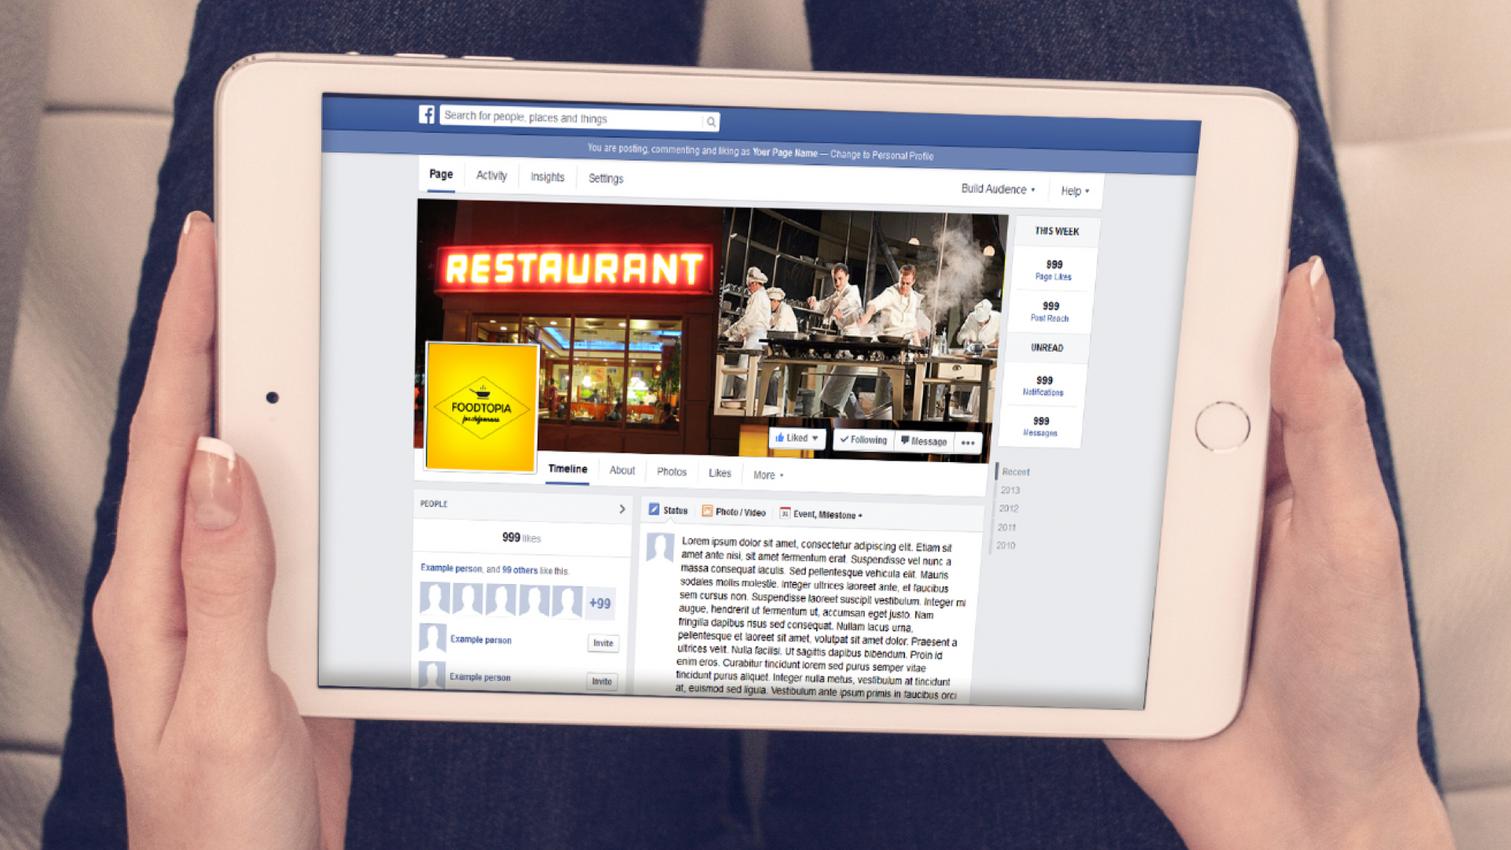 f
Search for people, places and things
You are posting, commenting and liking as Your Page Name — Change to Personal Profile
Page Activity Insights Settings Build Audience Help
RESTAURANT
FOODTOPIA
Liked Following Message
Timeline About Photos Likes More
THIS WEEK
999
Page Likes
999
Post Reach
UNREAD
999
Notifications
999
Messages
Recent
2013
2012
2011
2010
PEOPLE
999 likes
Example person, and 99 others like this.
+99
Example person Invite
Example person Invite
Status Photo / Video 31 Event, Milestone +
Lorem ipsum dolor sit amet, consectetur adipiscing elit. Etiam sit
amet ante nisi, sit amet fermentum erat. Suspendisse vel nunc a
massa consequat iaculis. Sed pellentesque vehicula elit. Mauris
sodales mollis molestie. Integer ultrices laoreet ante, et faucibus
sem cursus non. Suspendisse laoreet suscipit vestibulum. Integer mi
augue, hendrerit ut fermentum ut, accumsan eget justo. Nam
fringilla dapibus risus sed consequat. Nullam lacus urna,
pellentesque et laoreet sit amet, volutpat sit amet dolor. Praesent a
ultrices velit. Nulla facilisi. Ut sagittis dapibus bibendum. Proin id
enim eros. Curabitur tincidunt lorem sed purus semper vitae
tincidunt purus aliquet. Integer nulla metus, vestibulum at tincidunt
at, euismod sed ligula. Vestibulum ante ipsum primis in faucibus orci